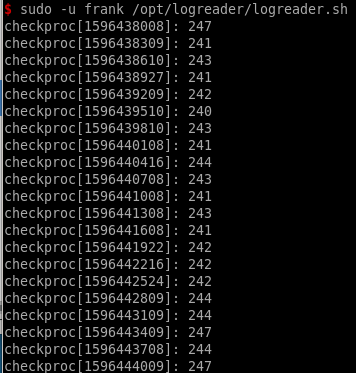 $ sudo -u frank /opt/logreader/logreader.sh
checkproc[1596438008]: 247
checkproc[1596438309]: 241
checkproc[1596438610]: 243
checkproc[1596438927]: 241
checkproc[1596439209]: 242
checkproc[1596439510]: 240
checkproc[1596439810]: 243
checkproc[1596440108]: 241
checkproc[1596440416]: 244
checkproc[1596440708]: 243
checkproc[1596441008]: 241
checkproc[1596441308]: 243
checkproc[1596441608]: 241
checkproc[1596441922]: 242
checkproc[1596442216]: 242
checkproc[1596442524]: 242
checkproc[1596442809]: 244
checkproc[1596443109]: 244
checkproc[1596443409]: 247
checkproc[1596443708]: 244
checkproc[1596444009]: 247